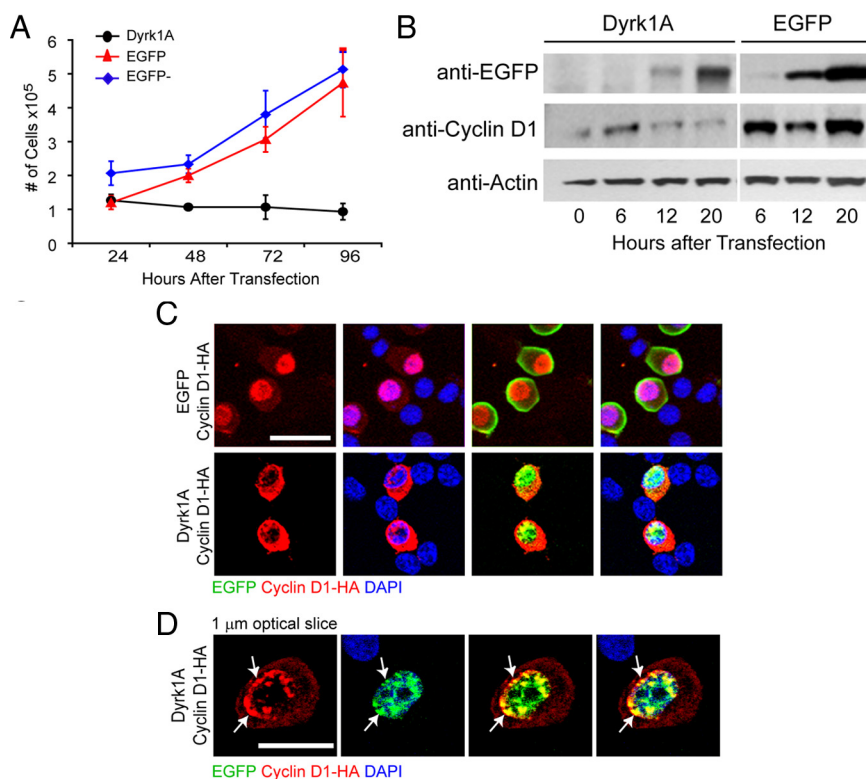 A
Dyrk1A
EGFP
EGFP-
# of Cells x10⁵
6
5
4
3
2
1
0
24 48 72 96
Hours After Transfection
B
Dyrk1A EGFP
anti-EGFP
anti-Cyclin D1
anti-Actin
0 6 12 20 6 12 20
Hours after Transfection
C
EGFP
Cyclin D1-HA
Dyrk1A
Cyclin D1-HA
EGFP Cyclin D1-HA DAPI
D
1 µm optical slice
Dyrk1A
Cyclin D1-HA
EGFP Cyclin D1-HA DAPI